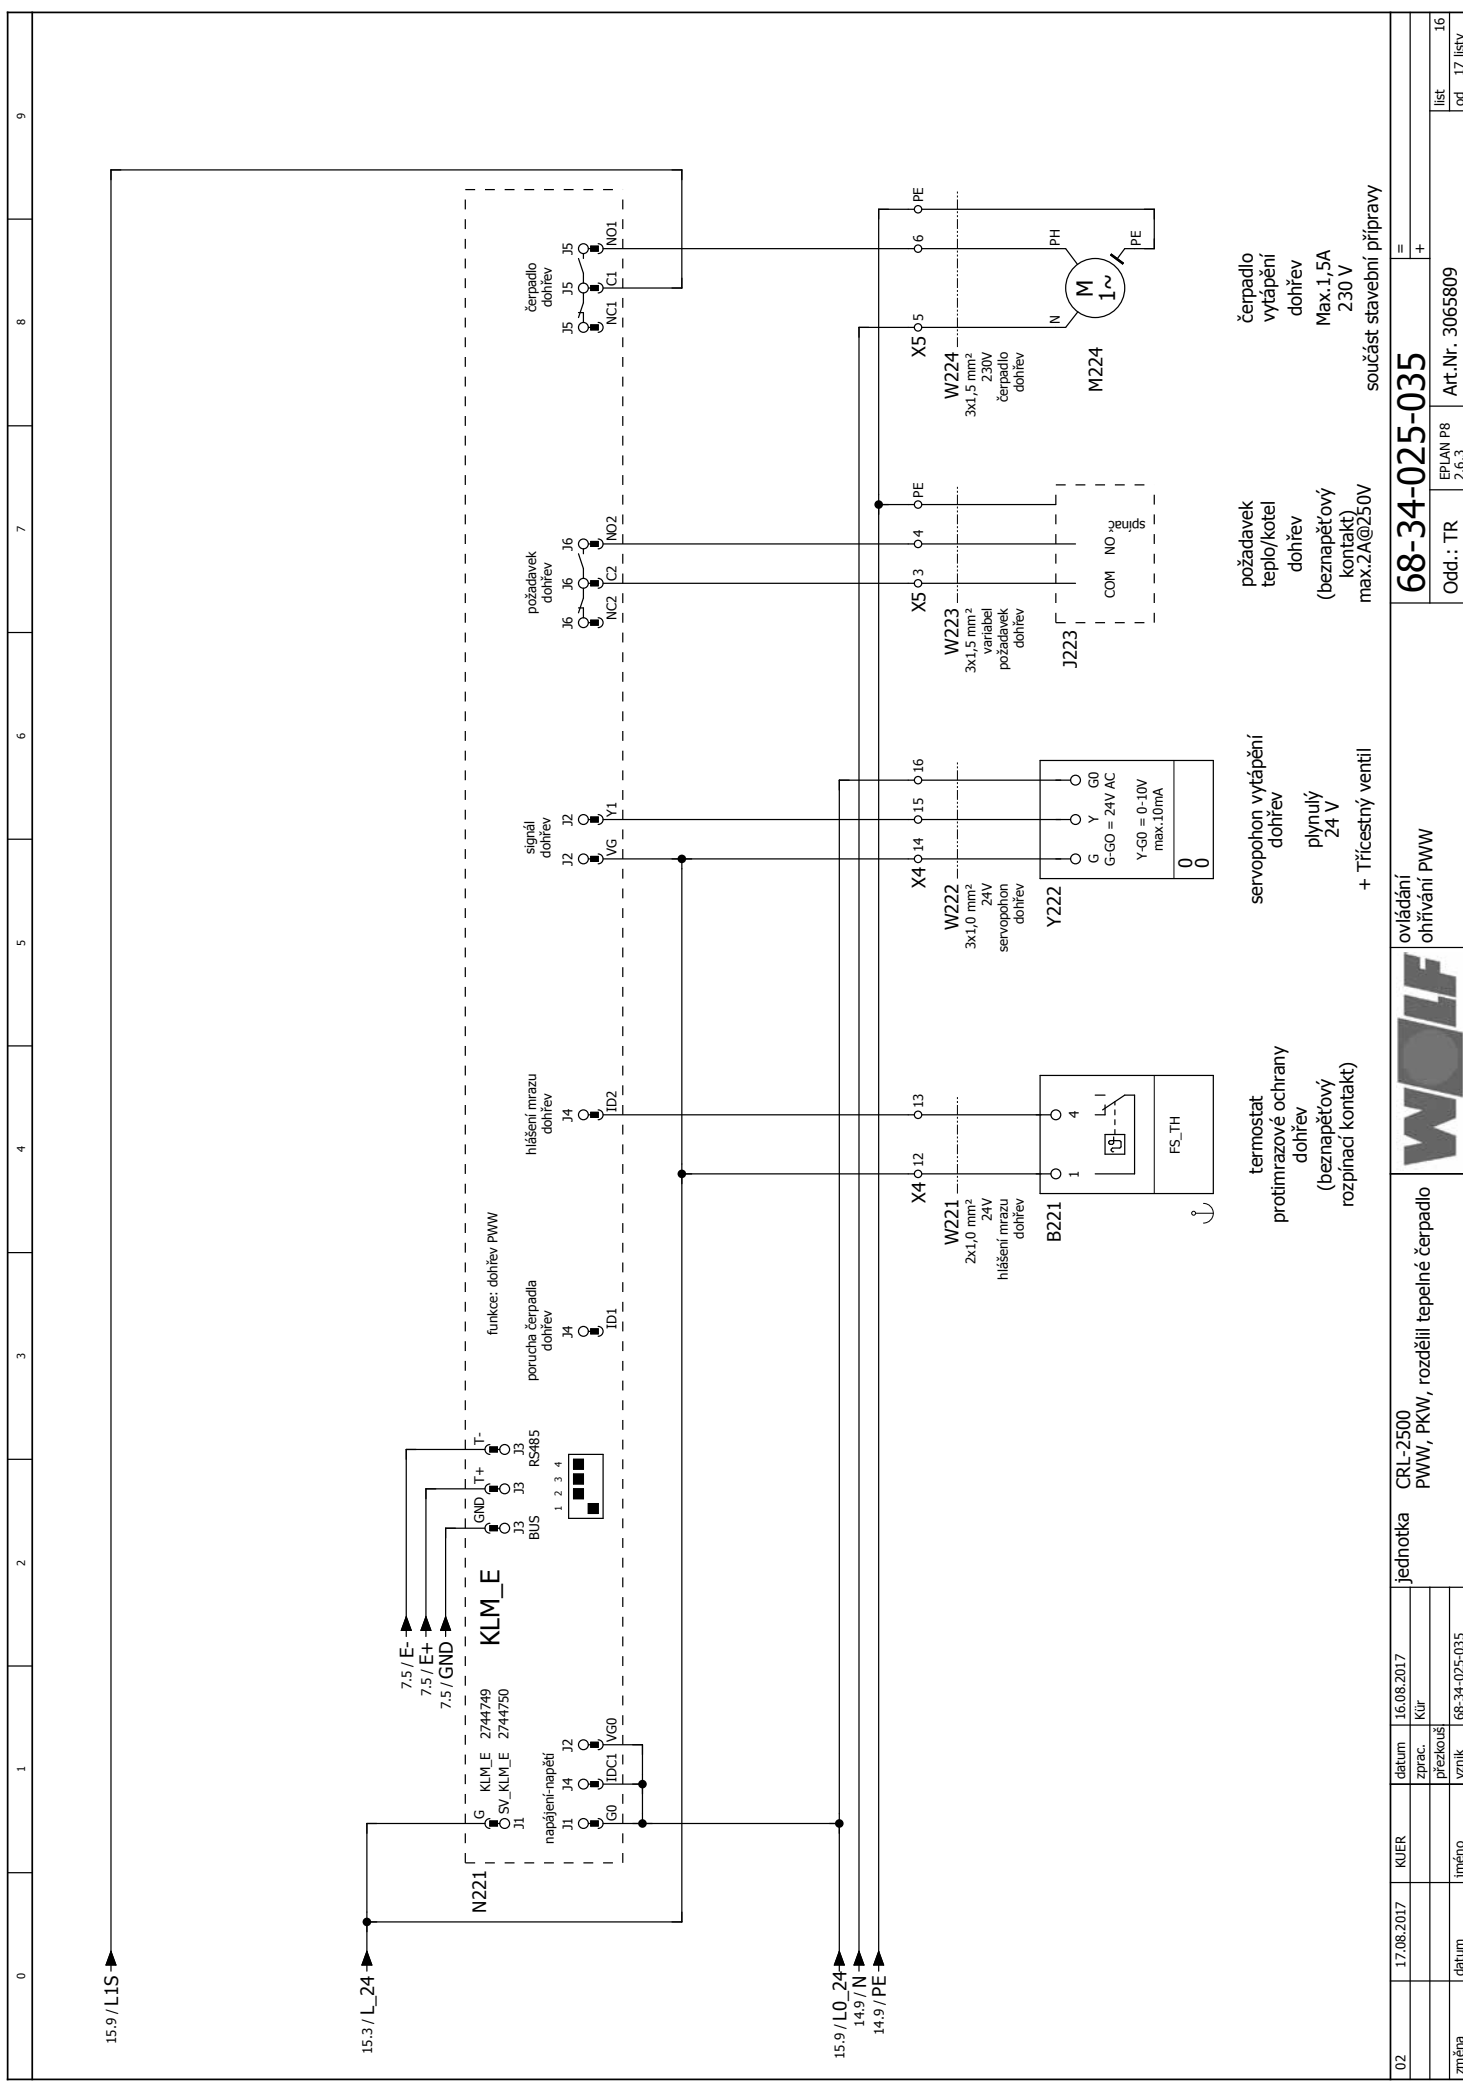 0 1 2 3 4 5 6 7 8 9
15.9 / L1S
15.3 / L_24
7.5 / E-
7.5 / E+
7.5 / GND
N221
G
J1
KLM_E 2744749
SV_KLM_E 2744750
KLM_E
GND T+ T-
J3 J3 J3
BUS RS485
1 2 3 4
funkce: dohřev PWW
napájení-napětí
J1 J4 J2
G0 IDC1 VG0
porucha čerpadla
dohřev
J4
ID1
hlášení mrazu
dohřev
J4
ID2
signál
dohřev
J2 J2
VG Y1
požadavek
dohřev
J6 J6 J6
NC2 C2 NO2
čerpadlo
dohřev
J5 J5 J5
NC1 C1 NO1
15.9 / L0_24
14.9 / N
14.9 / PE
X4 12 13
W221
2x1,0 mm²
24V
hlášení mrazu
dohřev
B221
1 4
FS_TH
termostat
protimrazové ochrany
dohřev
(beznapěťový
rozpínací kontakt)
X4 14 15 16
W222
3x1,0 mm²
24V
servopohon
dohřev
Y222
G Y G0
G-GO = 24V AC
Y-G0 = 0-10V
max.10mA
0
0
servopohon vytápění
dohřev
plynulý
24 V
+ Třícestný ventil
X5 3 4 PE
W223
3x1,5 mm²
variabel
požadavek
dohřev
J223
COM NO
spínač
požadavek
teplo/kotel
dohřev
(beznapěťový
kontakt)
max.2A@250V
X5 5 6 PE
W224
3x1,5 mm²
230V
čerpadlo
dohřev
M224
N PH
M
1~
PE
čerpadlo
vytápění
dohřev
Max.1,5A
230 V
součást stavební přípravy
02 17.08.2017 KUER
změna datum jméno
datum 16.08.2017
zprac. Kür
přezkouš.
vznik 68-34-025-035
jednotka CRL-2500
PWW, PKW, rozdělil tepelné čerpadlo
WOLF
ovládání
ohřívání PWW
68-34-025-035
=
+
Odd.: TR
EPLAN P8
2.6.3
Art.Nr. 3065809
list 16
od 17 listy